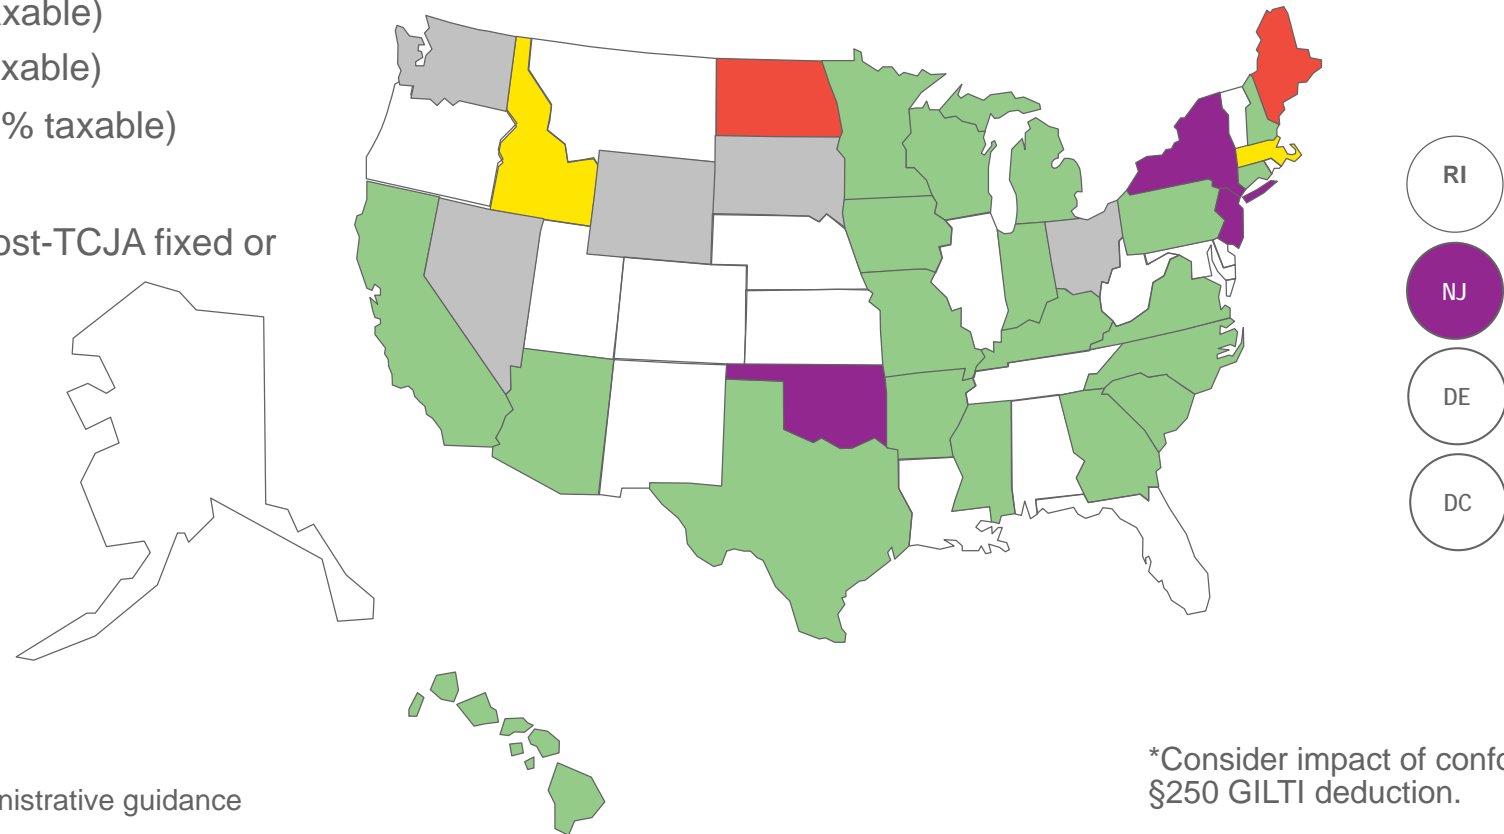 taxable)
xable)
% taxable)
ost-TCJA fixed or
RI
NJ
DE
DC
*Consider impact of confo
§250 GILTI deduction.
nistrative guidance